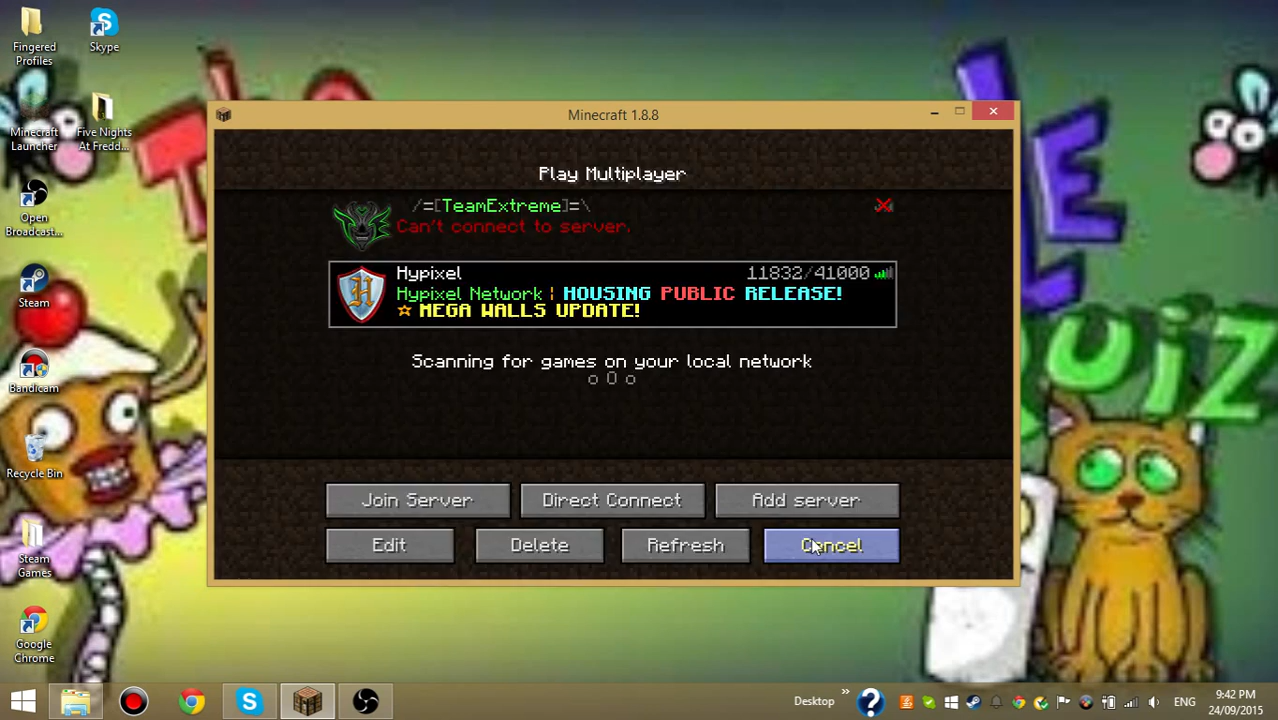 Fingered
Profiles
Skype
Minecraft
Launcher
Five Nights
At Fredd...
Open
Broadcast...
Steam
Bandicam
Recycle Bin
Steam
Games
Google
Chrome
Minecraft 1.8.8
Play Multiplayer
/=[TeamExtreme]=\
Can't connect to server.
Hypixel 11832/41000
Hypixel Network | HOUSING PUBLIC RELEASE!
☆ MEGA WALLS UPDATE!
Scanning for games on your local network
o O o
Join Server Direct Connect Add server
Edit Delete Refresh Cancel
QUiZ
Desktop » ENG 9:42 PM
24/09/2015